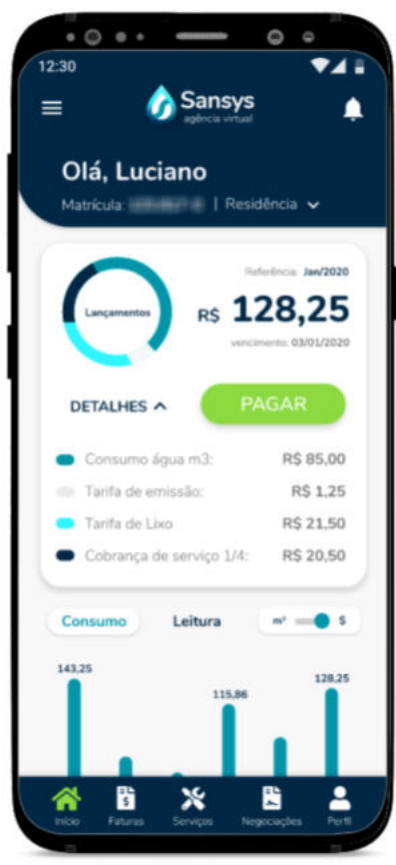 12:30
Sansys
agência virtual
Olá, Luciano
Matrícula: | Residência
Referência: Jan/2020
Lançamentos
R$ 128,25
vencimento: 03/01/2020
DETALHES
PAGAR
Consumo água m3: R$ 85,00
Tarifa de emissão: R$ 1,25
Tarifa de Lixo R$ 21,50
Cobrança de serviço 1/4: R$ 20,50
Consumo Leitura m³ $
143,25
128,25
115,86
$
Início Faturas Serviços Negociações Perfil